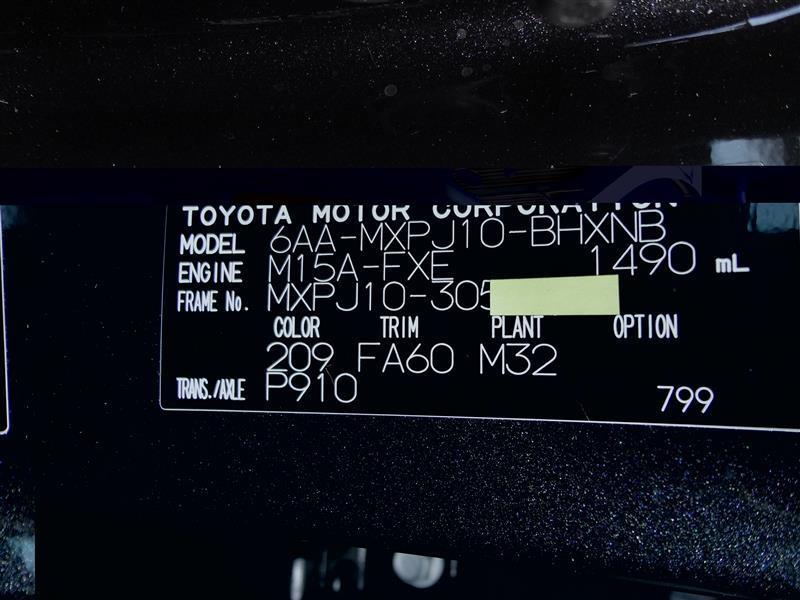 TOYOTA MOTOR CORPORATION
MODEL 6AA-MXPJ10-BHXNB
ENGINE M15A-FXE 1490 mL
FRAME No. MXPJ10-305
COLOR TRIM PLANT OPTION
209 FA60 M32
TRANS./AXLE P910 799